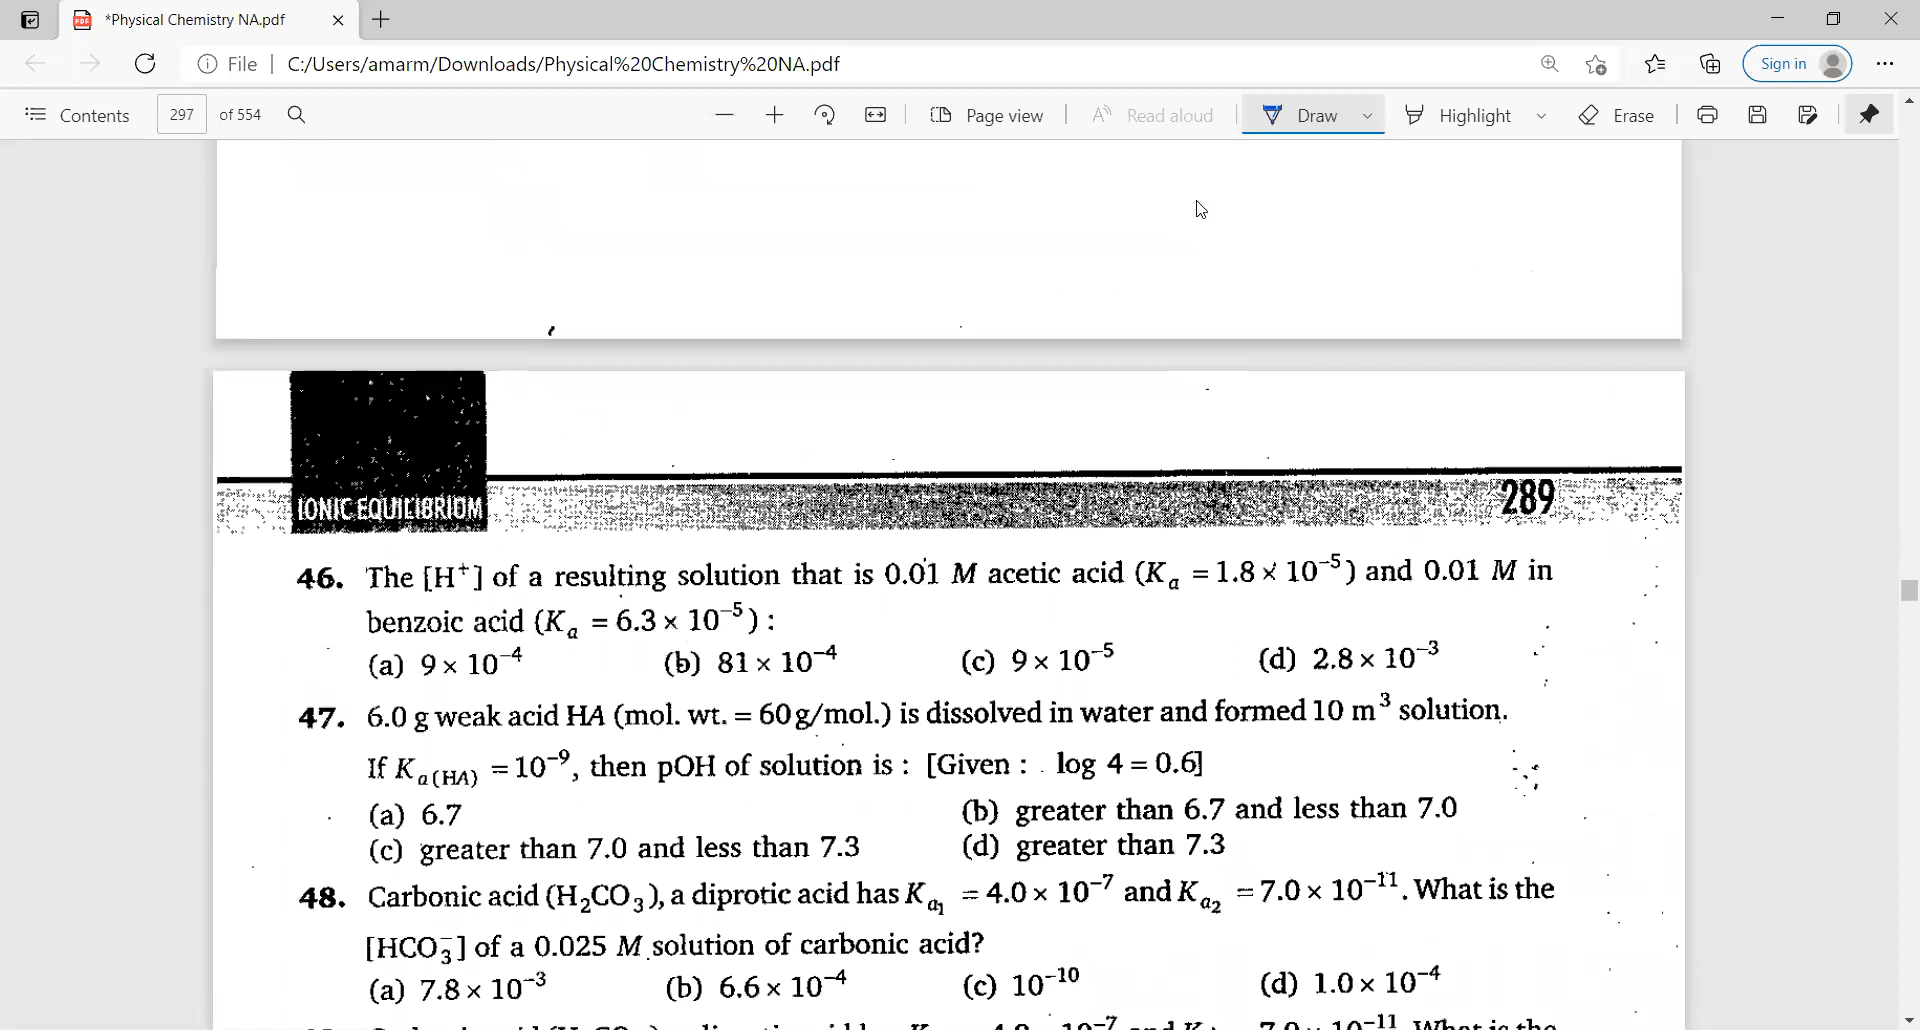 *Physical Chemistry NA.pdf
File | C:/Users/amarm/Downloads/Physical%20Chemistry%20NA.pdf
Sign in
Contents 297 of 554 Page view Read aloud Draw Highlight Erase
IONIC EQUILIBRIUM 289
46. The [H⁺] of a resulting solution that is 0.01 M acetic acid (Kₐ = 1.8 × 10⁻⁵) and 0.01 M in
benzoic acid (Kₐ = 6.3 × 10⁻⁵) :
(a) 9 × 10⁻⁴ (b) 81 × 10⁻⁴ (c) 9 × 10⁻⁵ (d) 2.8 × 10⁻³
47. 6.0 g weak acid HA (mol. wt. = 60 g/mol.) is dissolved in water and formed 10 m³ solution.
If K_a(HA) = 10⁻⁹, then pOH of solution is : [Given : log 4 = 0.6]
(a) 6.7 (b) greater than 6.7 and less than 7.0
(c) greater than 7.0 and less than 7.3 (d) greater than 7.3
48. Carbonic acid (H₂CO₃), a diprotic acid has K_a₁ = 4.0 × 10⁻⁷ and K_a₂ = 7.0 × 10⁻¹¹. What is the
[HCO₃⁻] of a 0.025 M solution of carbonic acid?
(a) 7.8 × 10⁻³ (b) 6.6 × 10⁻⁴ (c) 10⁻¹⁰ (d) 1.0 × 10⁻⁴